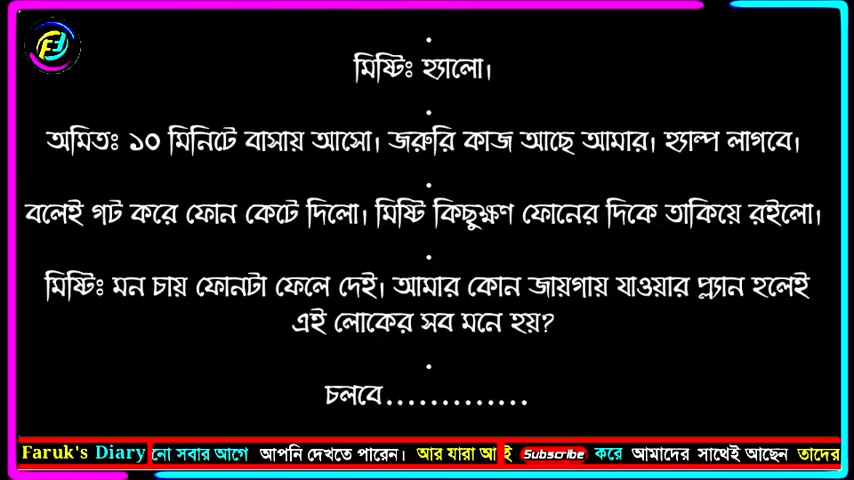 .
মিষ্টিঃ হ্যালো।
.
অমিতঃ ১০ মিনিটে বাসায় আসো। জরুরি কাজ আছে আমার। হ্যাল্প লাগবে।
.
বলেই গট করে ফোন কেটে দিলো। মিষ্টি কিছুক্ষণ ফোনের দিকে তাকিয়ে রইলো।
.
মিষ্টিঃ মন চায় ফোনটা ফেলে দেই। আমার কোন জায়গায় যাওয়ার প্ল্যান হলেই
এই লোকের সব মনে হয়?
.
চলবে.............
Faruk's Diary নো সবার আগে আপনি দেখতে পারেন। আর যারা আ ই Subscribe করে আমাদের সাথেই আছেন তাদের